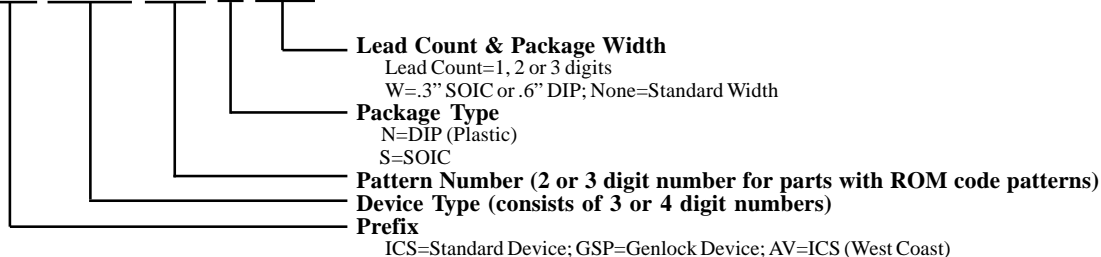 Lead Count & Package Width
Lead Count=1, 2 or 3 digits
W=.3” SOIC or .6” DIP; None=Standard Width
Package Type
N=DIP (Plastic)
S=SOIC
Pattern Number (2 or 3 digit number for parts with ROM code patterns)
Device Type (consists of 3 or 4 digit numbers)
Prefix
ICS=Standard Device; GSP=Genlock Device; AV=ICS (West Coast)